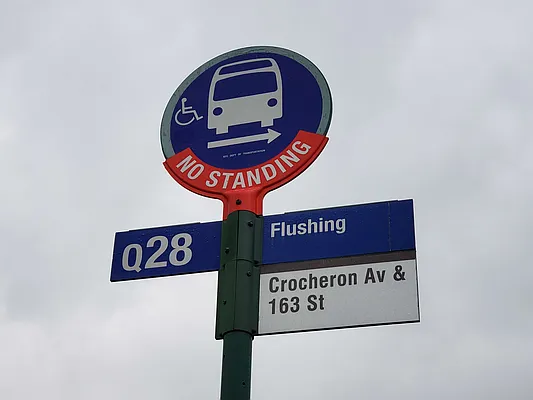 NO STANDING
Q28
Flushing
Crocheron Av &
163 St